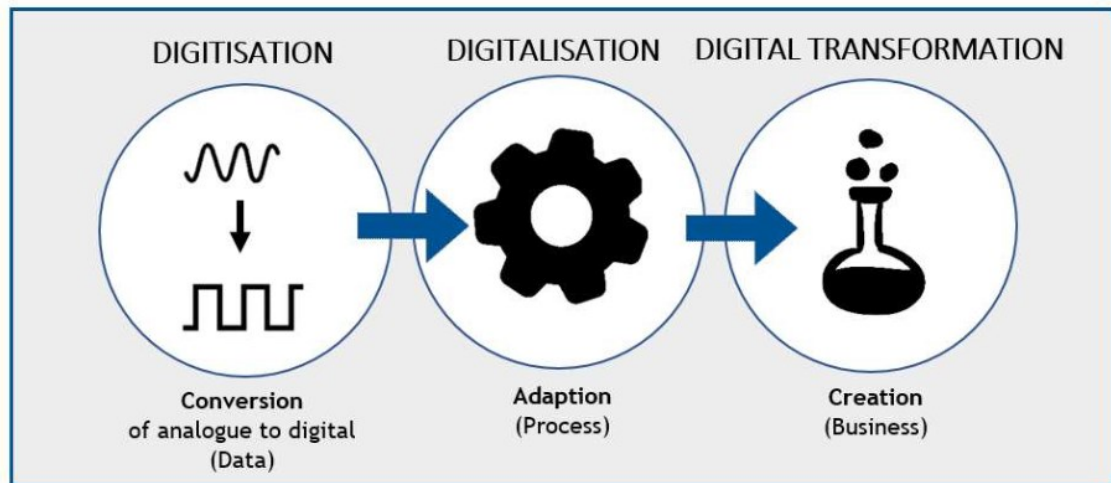 DIGITISATION
DIGITALISATION
DIGITAL TRANSFORMATION
Conversion
of analogue to digital
(Data)
Adaption
(Process)
Creation
(Business)